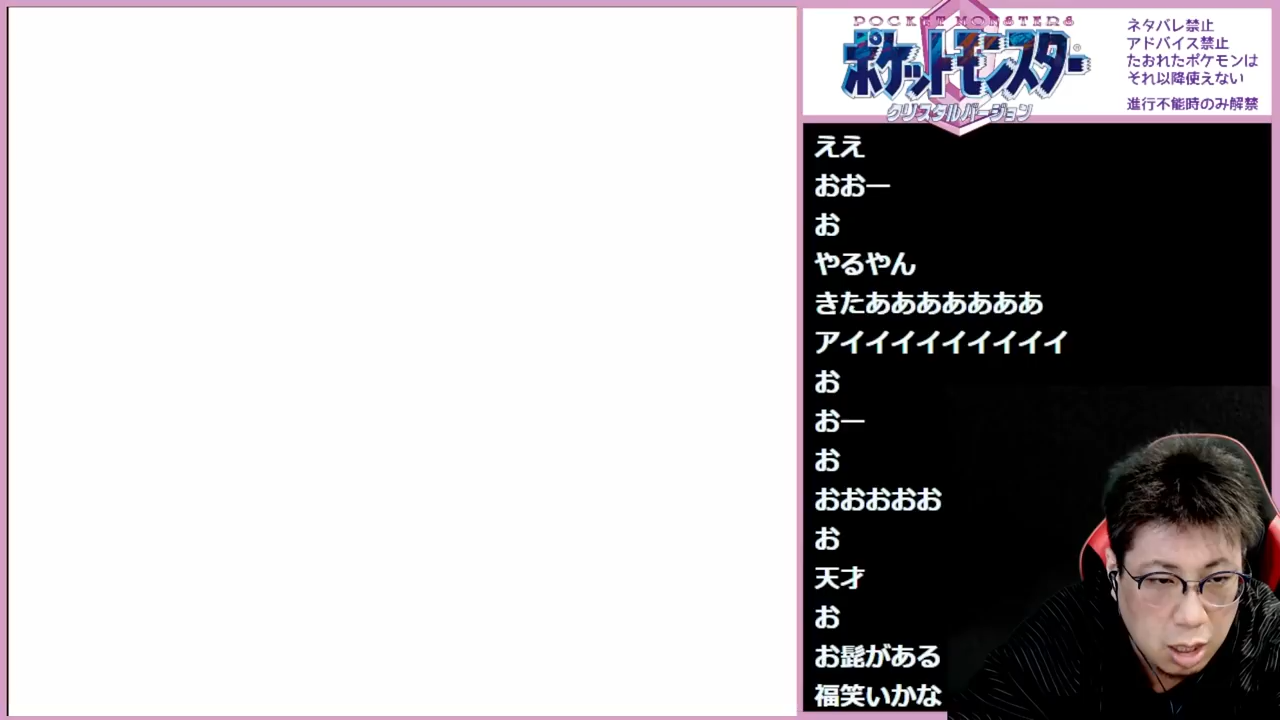 POCKET MONSTERS
ポケットモンスター
クリスタルバージョン
ネタバレ禁止
アドバイス禁止
たおれたポケモンは
それ以降使えない
進行不能時のみ解禁
ええ
おおー
お
やるやん
きたあああああああ
アイイイイイイイイイ
お
おー
お
おおおおお
お
天才
お
お髭がある
福笑いかな